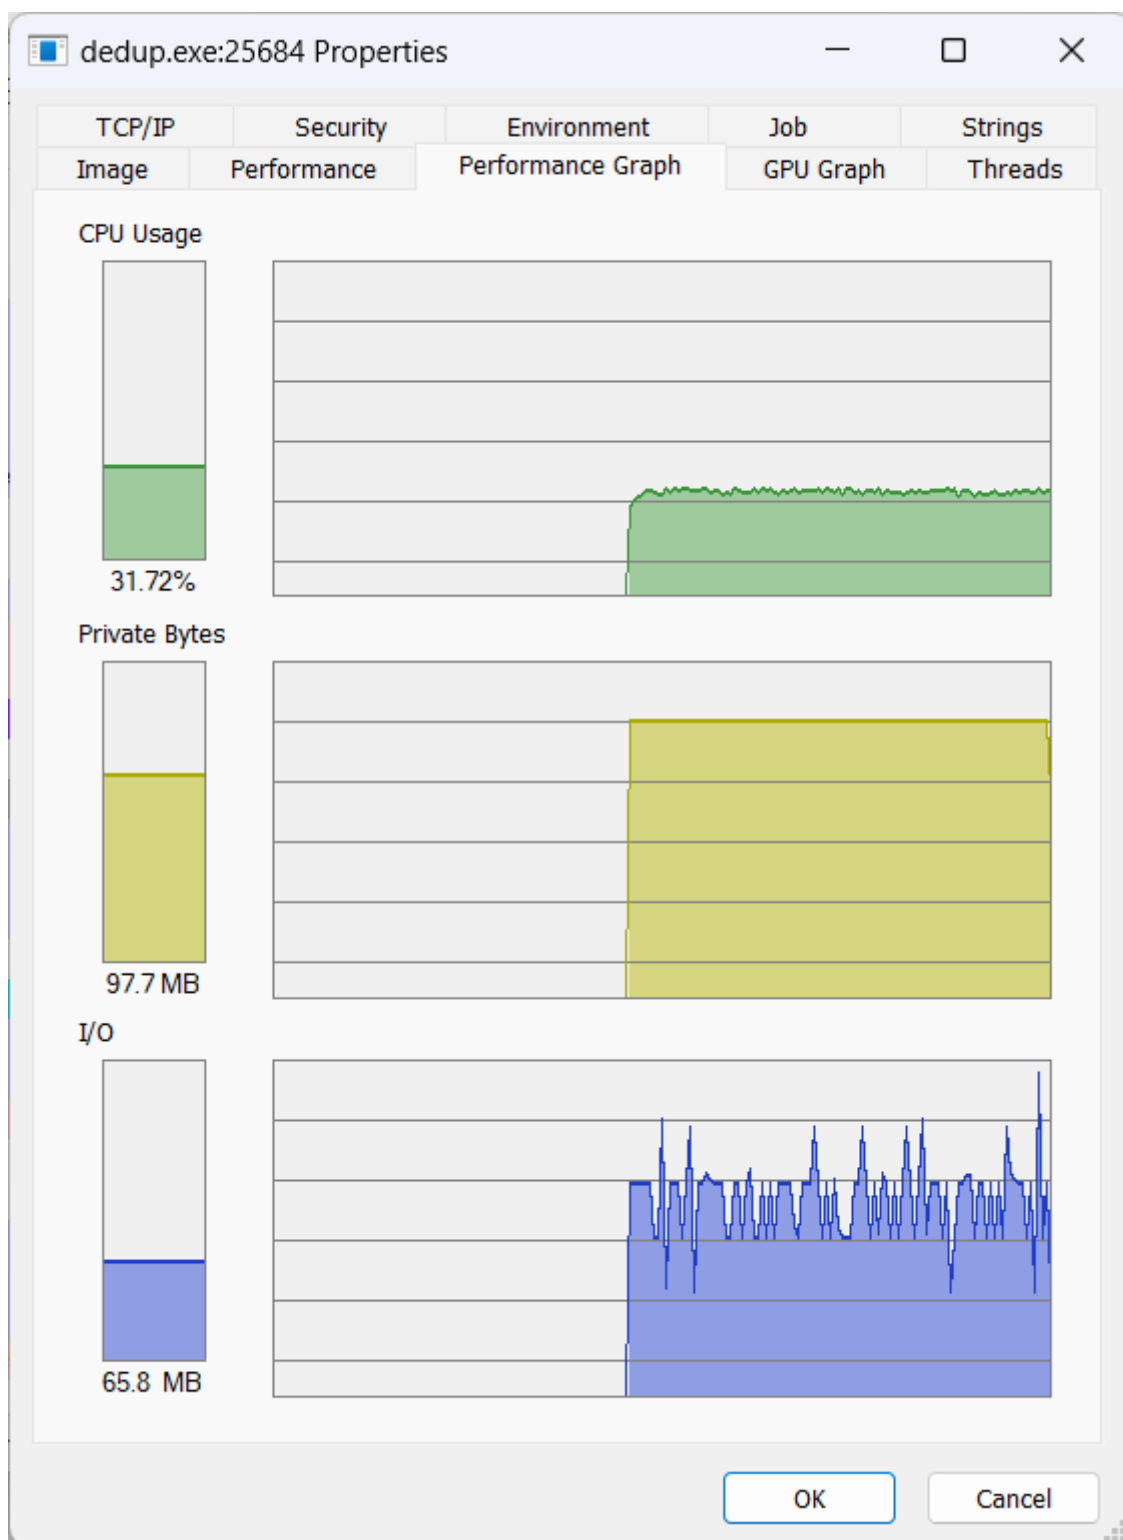 dedup.exe:25684 Properties
TCP/IP Security Environment Job Strings
Image Performance Performance Graph GPU Graph Threads
CPU Usage
31.72%
Private Bytes
97.7 MB
I/O
65.8 MB
OK Cancel